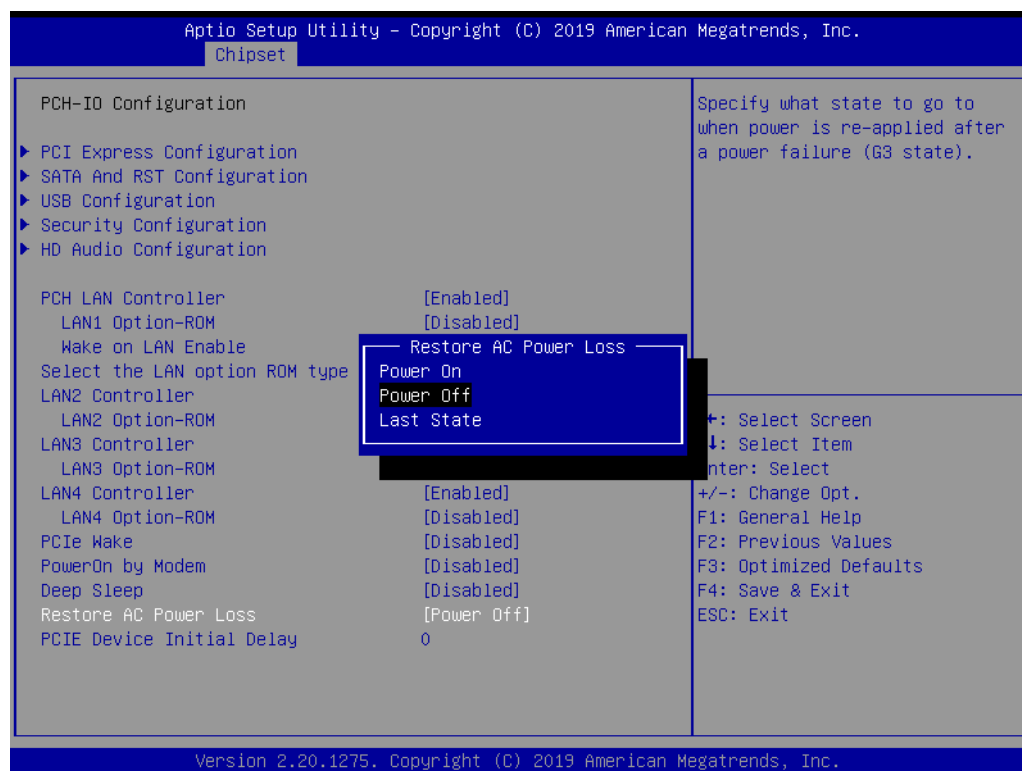 Aptio Setup Utility – Copyright (C) 2019 American Megatrends, Inc.
Chipset
PCH-IO Configuration
PCI Express Configuration
SATA And RST Configuration
USB Configuration
Security Configuration
HD Audio Configuration
PCH LAN Controller [Enabled]
LAN1 Option-ROM [Disabled]
Wake on LAN Enable
Select the LAN option ROM type
LAN2 Controller
LAN2 Option-ROM
LAN3 Controller
LAN3 Option-ROM
LAN4 Controller [Enabled]
LAN4 Option-ROM [Disabled]
PCIe Wake [Disabled]
PowerOn by Modem [Disabled]
Deep Sleep [Disabled]
Restore AC Power Loss [Power Off]
PCIE Device Initial Delay 0
Restore AC Power Loss
Power On
Power Off
Last State
Specify what state to go to
when power is re-applied after
a power failure (G3 state).
: Select Screen
: Select Item
nter: Select
+/-: Change Opt.
F1: General Help
F2: Previous Values
F3: Optimized Defaults
F4: Save & Exit
ESC: Exit
Version 2.20.1275. Copyright (C) 2019 American Megatrends, Inc.